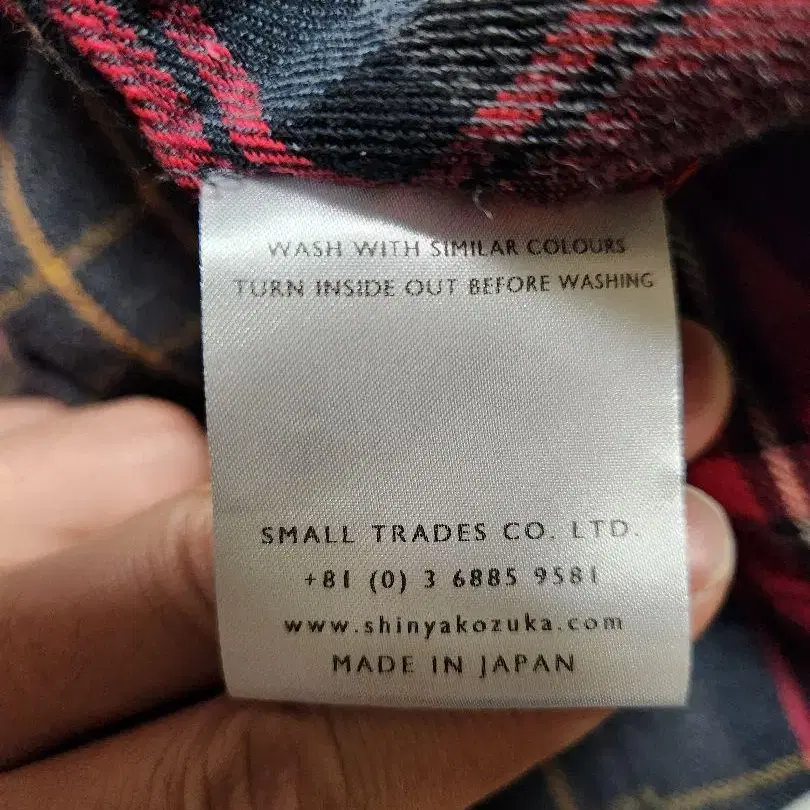 WASH WITH SIMILAR COLOURS
TURN INSIDE OUT BEFORE WASHING
SMALL TRADES CO. LTD.
+81 (0) 3 6885 9581
www.shinyakozuka.com
MADE IN JAPAN